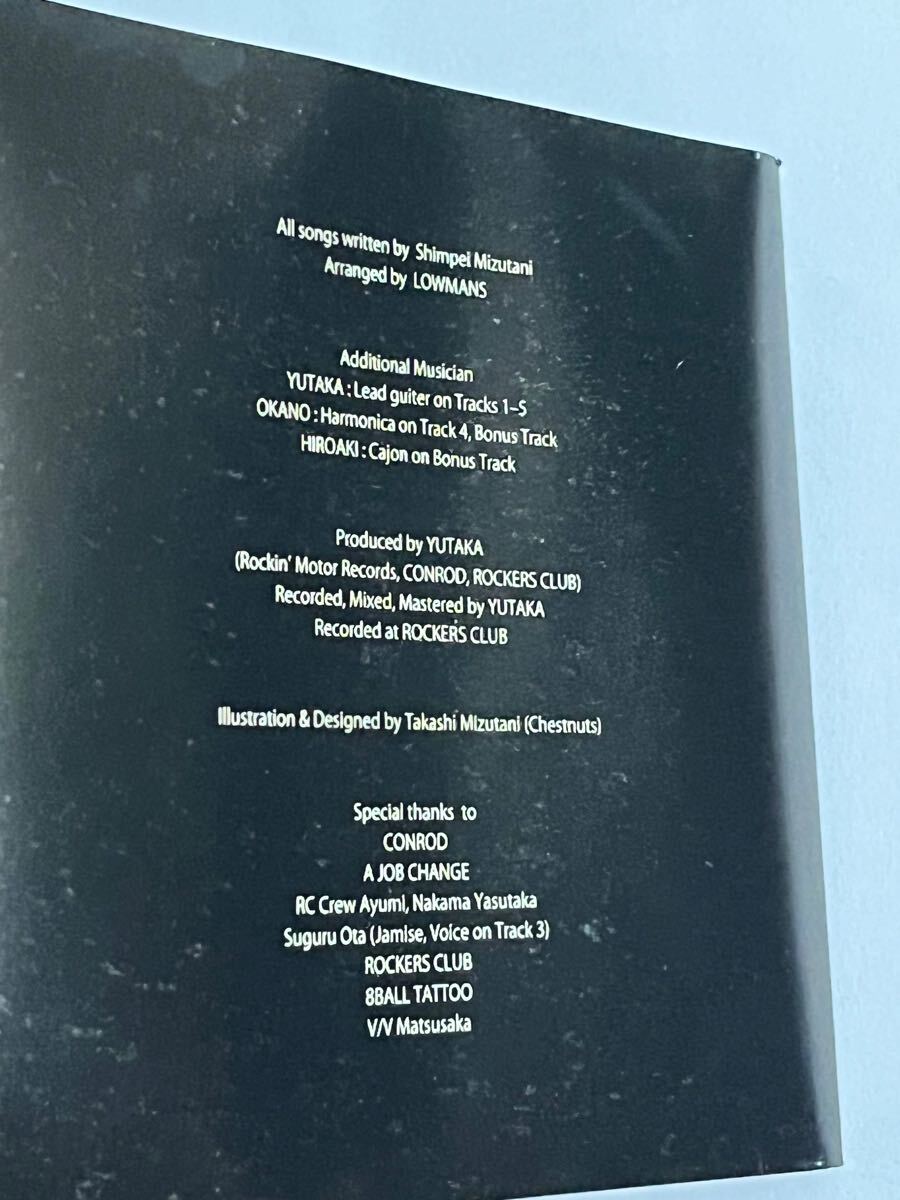 All songs written by Shimpei Mizutani
Arranged by LOWMANS
Additional Musician
YUTAKA : Lead guiter on Tracks 1-5
OKANO : Harmonica on Track 4, Bonus Track
HIROAKI : Cajon on Bonus Track
Produced by YUTAKA
(Rockin' Motor Records, CONROD, ROCKERS CLUB)
Recorded, Mixed, Mastered by YUTAKA
Recorded at ROCKERS CLUB
Illustration & Designed by Takashi Mizutani (Chestnuts)
Special thanks to
CONROD
A JOB CHANGE
RC Crew Ayumi, Nakama Yasutaka
Suguru Ota (Jamise, Voice on Track 3)
ROCKERS CLUB
8BALL TATTOO
V/V Matsusaka